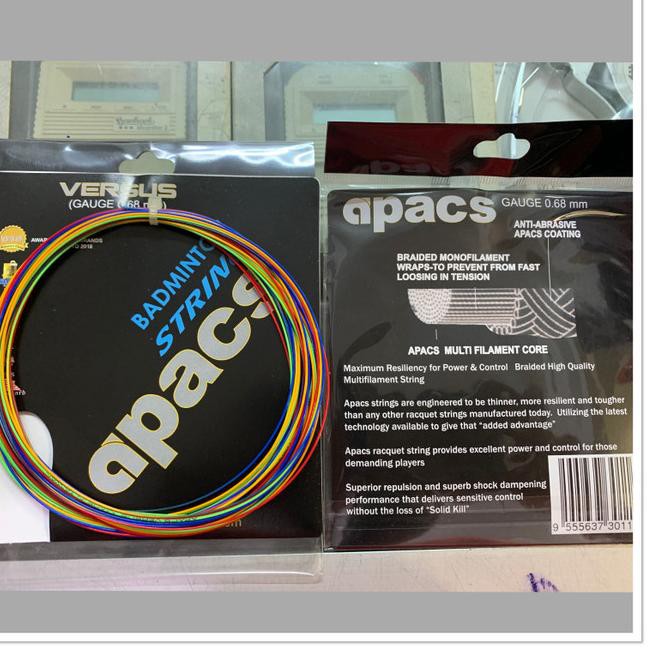 VERSUS
(GAUGE 0.68 mm)
BADMINTO
STRIN
apacs
apacs GAUGE 0.68 mm
ANTI-ABRASIVE
APACS COATING
BRAIDED MONOFILAMENT
WRAPS-TO PREVENT FROM FAST
LOOSING IN TENSION
APACS MULTI FILAMENT CORE
Maximum Resiliency for Power & Control Braided High Quality
Multifilament String
Apacs strings are engineered to be thinner, more resilient and tougher
than any other racquet strings manufactured today. Utilizing the latest
technology available to give that "added advantage"
Apacs racquet string provides excellent power and control for those
demanding players
Superior repulsion and superb shock dampening
performance that delivers sensitive control
without the loss of "Solid Kill"
9 555637 3011